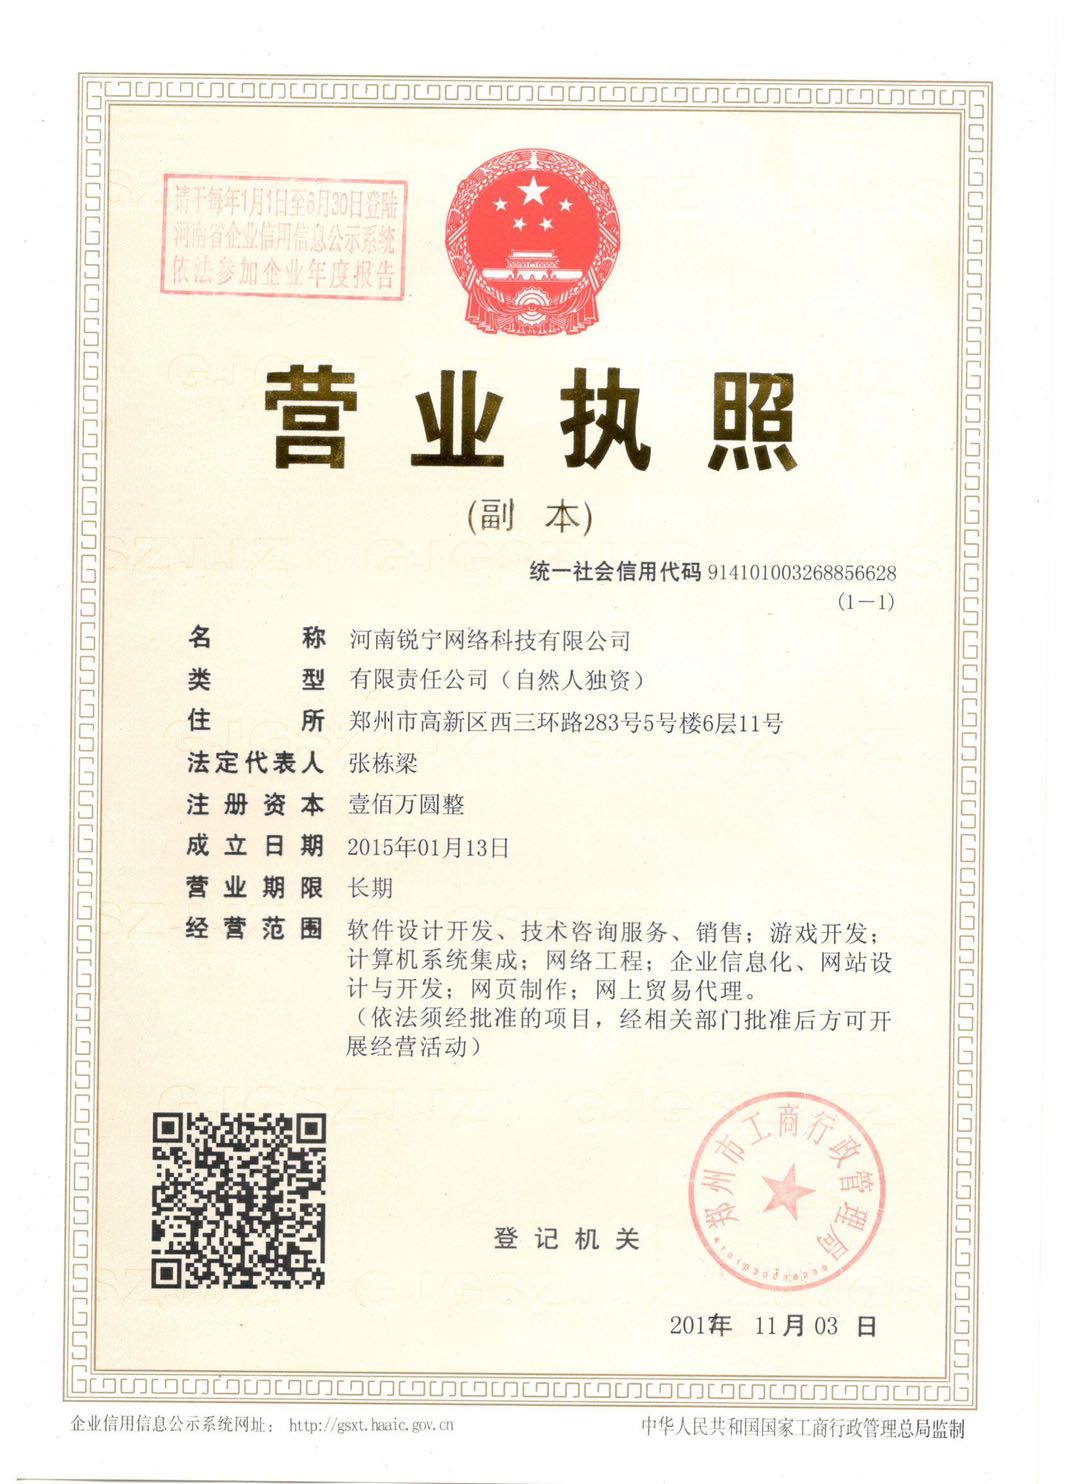 请于每年1月1日至6月30日登陆
河南省企业信用信息公示系统
依法参加企业年度报告
营业执照
(副 本)
统一社会信用代码 914101003268856628
(1-1)
名称 河南锐宁网络科技有限公司
类型 有限责任公司（自然人独资）
住所 郑州市高新区西三环路283号5号楼6层11号
法定代表人 张栋梁
注册资本 壹佰万圆整
成立日期 2015年01月13日
营业期限 长期
经营范围 软件设计开发、技术咨询服务、销售；游戏开发；
计算机系统集成；网络工程；企业信息化、网站设
计与开发；网页制作；网上贸易代理。
（依法须经批准的项目，经相关部门批准后方可开
展经营活动）
郑州市工商行政管理局
登记机关
2017年 11月03 日
企业信用信息公示系统网址： http://gsxt.haaic.gov.cn
中华人民共和国国家工商行政管理总局监制